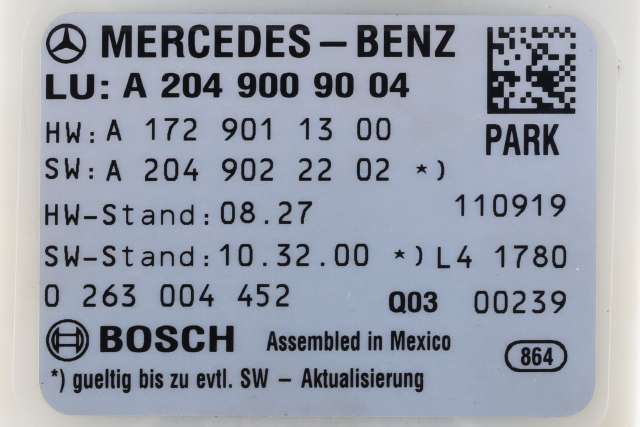 MERCEDES-BENZ
LU: A 204 900 90 04
HW: A 172 901 13 00 PARK
SW: A 204 902 22 02 *)
HW-Stand: 08.27 110919
SW-Stand: 10.32.00 *) L4 1780
0 263 004 452 Q03 00239
BOSCH Assembled in Mexico 864
*) gueltig bis zu evtl. SW - Aktualisierung